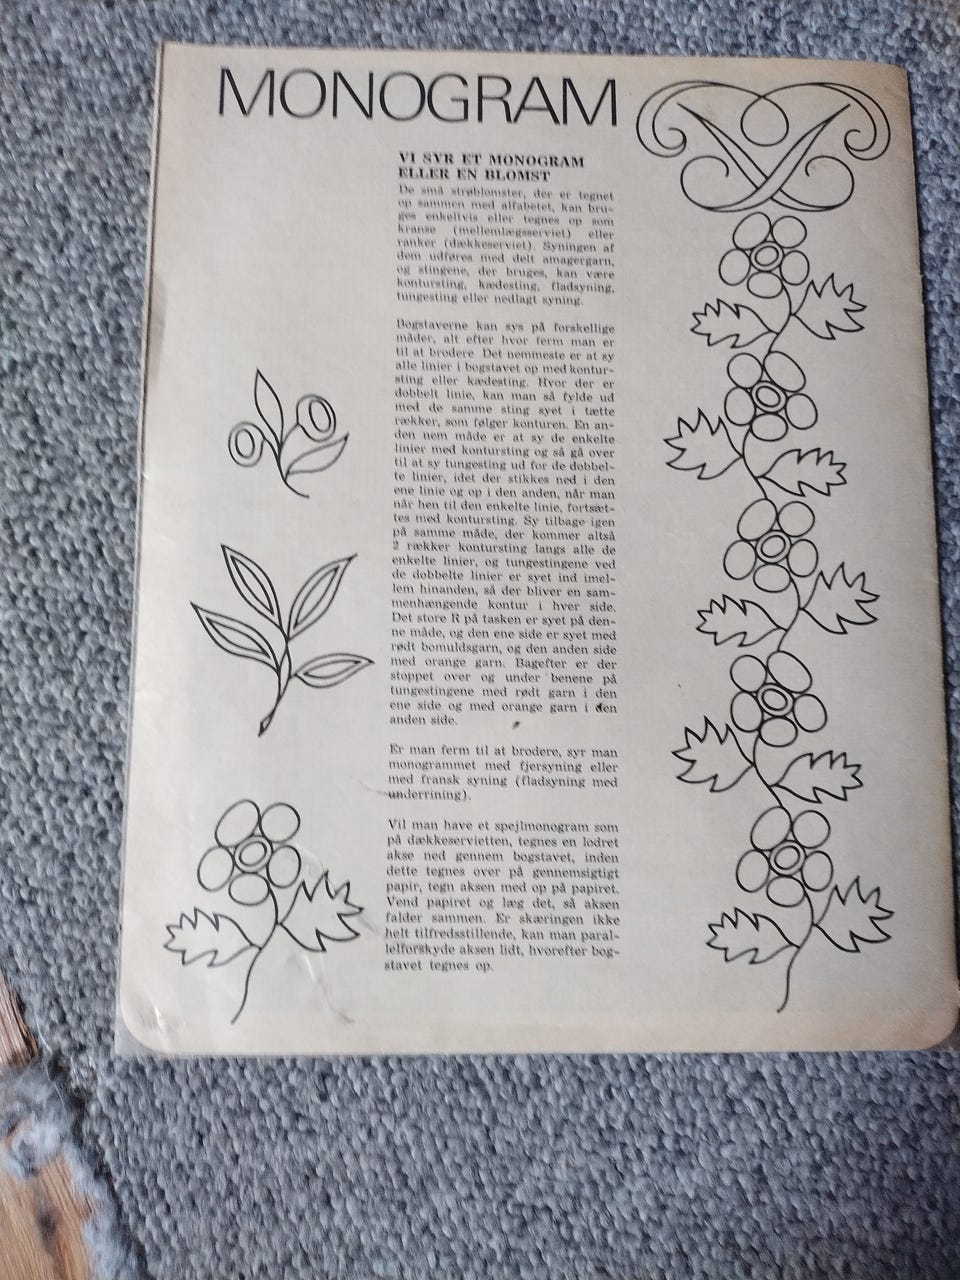 MONOGRAM
VI SYR ET MONOGRAM
ELLER EN BLOMST
De små strøblomster, der er tegnet
op sammen med alfabetet, kan bru-
ges enkeltvis eller tegnes op som
kranse (mellemlægsserviet) eller
ranker (dækkeserviet). Syningen af
dem udføres med delt amagergarn,
og stingene, der bruges, kan være
kontursting, kædesting, fladsyning,
tungesting eller nedlagt syning.
Bogstaverne kan sys på forskellige
måder, alt efter hvor ferm man er
til at brodere. Det nemmeste er at sy
alle linier i bogstavet op med kontur-
sting eller kædesting. Hvor der er
dobbelt linie, kan man så fylde ud
med de samme sting syet i tætte
rækker, som følger konturen. En an-
den nem måde er at sy de enkelte
linier med kontursting og så gå over
til at sy tungesting ud for de dobbel-
te linier, idet der stikkes ned i den
ene linie og op i den anden, når man
når hen til den enkelte linie, fortsæt-
tes med kontursting. Sy tilbage igen
på samme måde, der kommer altså
2 rækker kontursting langs alle de
enkelte linier, og tungestingene ved
de dobbelte linier er syet ind imel-
lem hinanden, så der bliver en sam-
menhængende kontur i hver side.
Det store R på tasken er syet på den-
ne måde, og den ene side er syet med
rødt bomuldsgarn, og den anden side
med orange garn. Bagefter er der
stoppet over og under benene på
tungestingene med rødt garn i den
ene side og med orange garn i den
anden side.
Er man ferm til at brodere, syr man
monogrammet med fjersyning eller
med fransk syning (fladsyning med
underrining).
Vil man have et spejlmonogram som
på dækkeservietten, tegnes en lodret
akse ned gennem bogstavet, inden
dette tegnes over på gennemsigtigt
papir, tegn aksen med op på papiret.
Vend papiret og læg det, så aksen
falder sammen. Er skæringen ikke
helt tilfredsstillende, kan man paral-
lelforskyde aksen lidt, hvorefter bog-
stavet tegnes op.